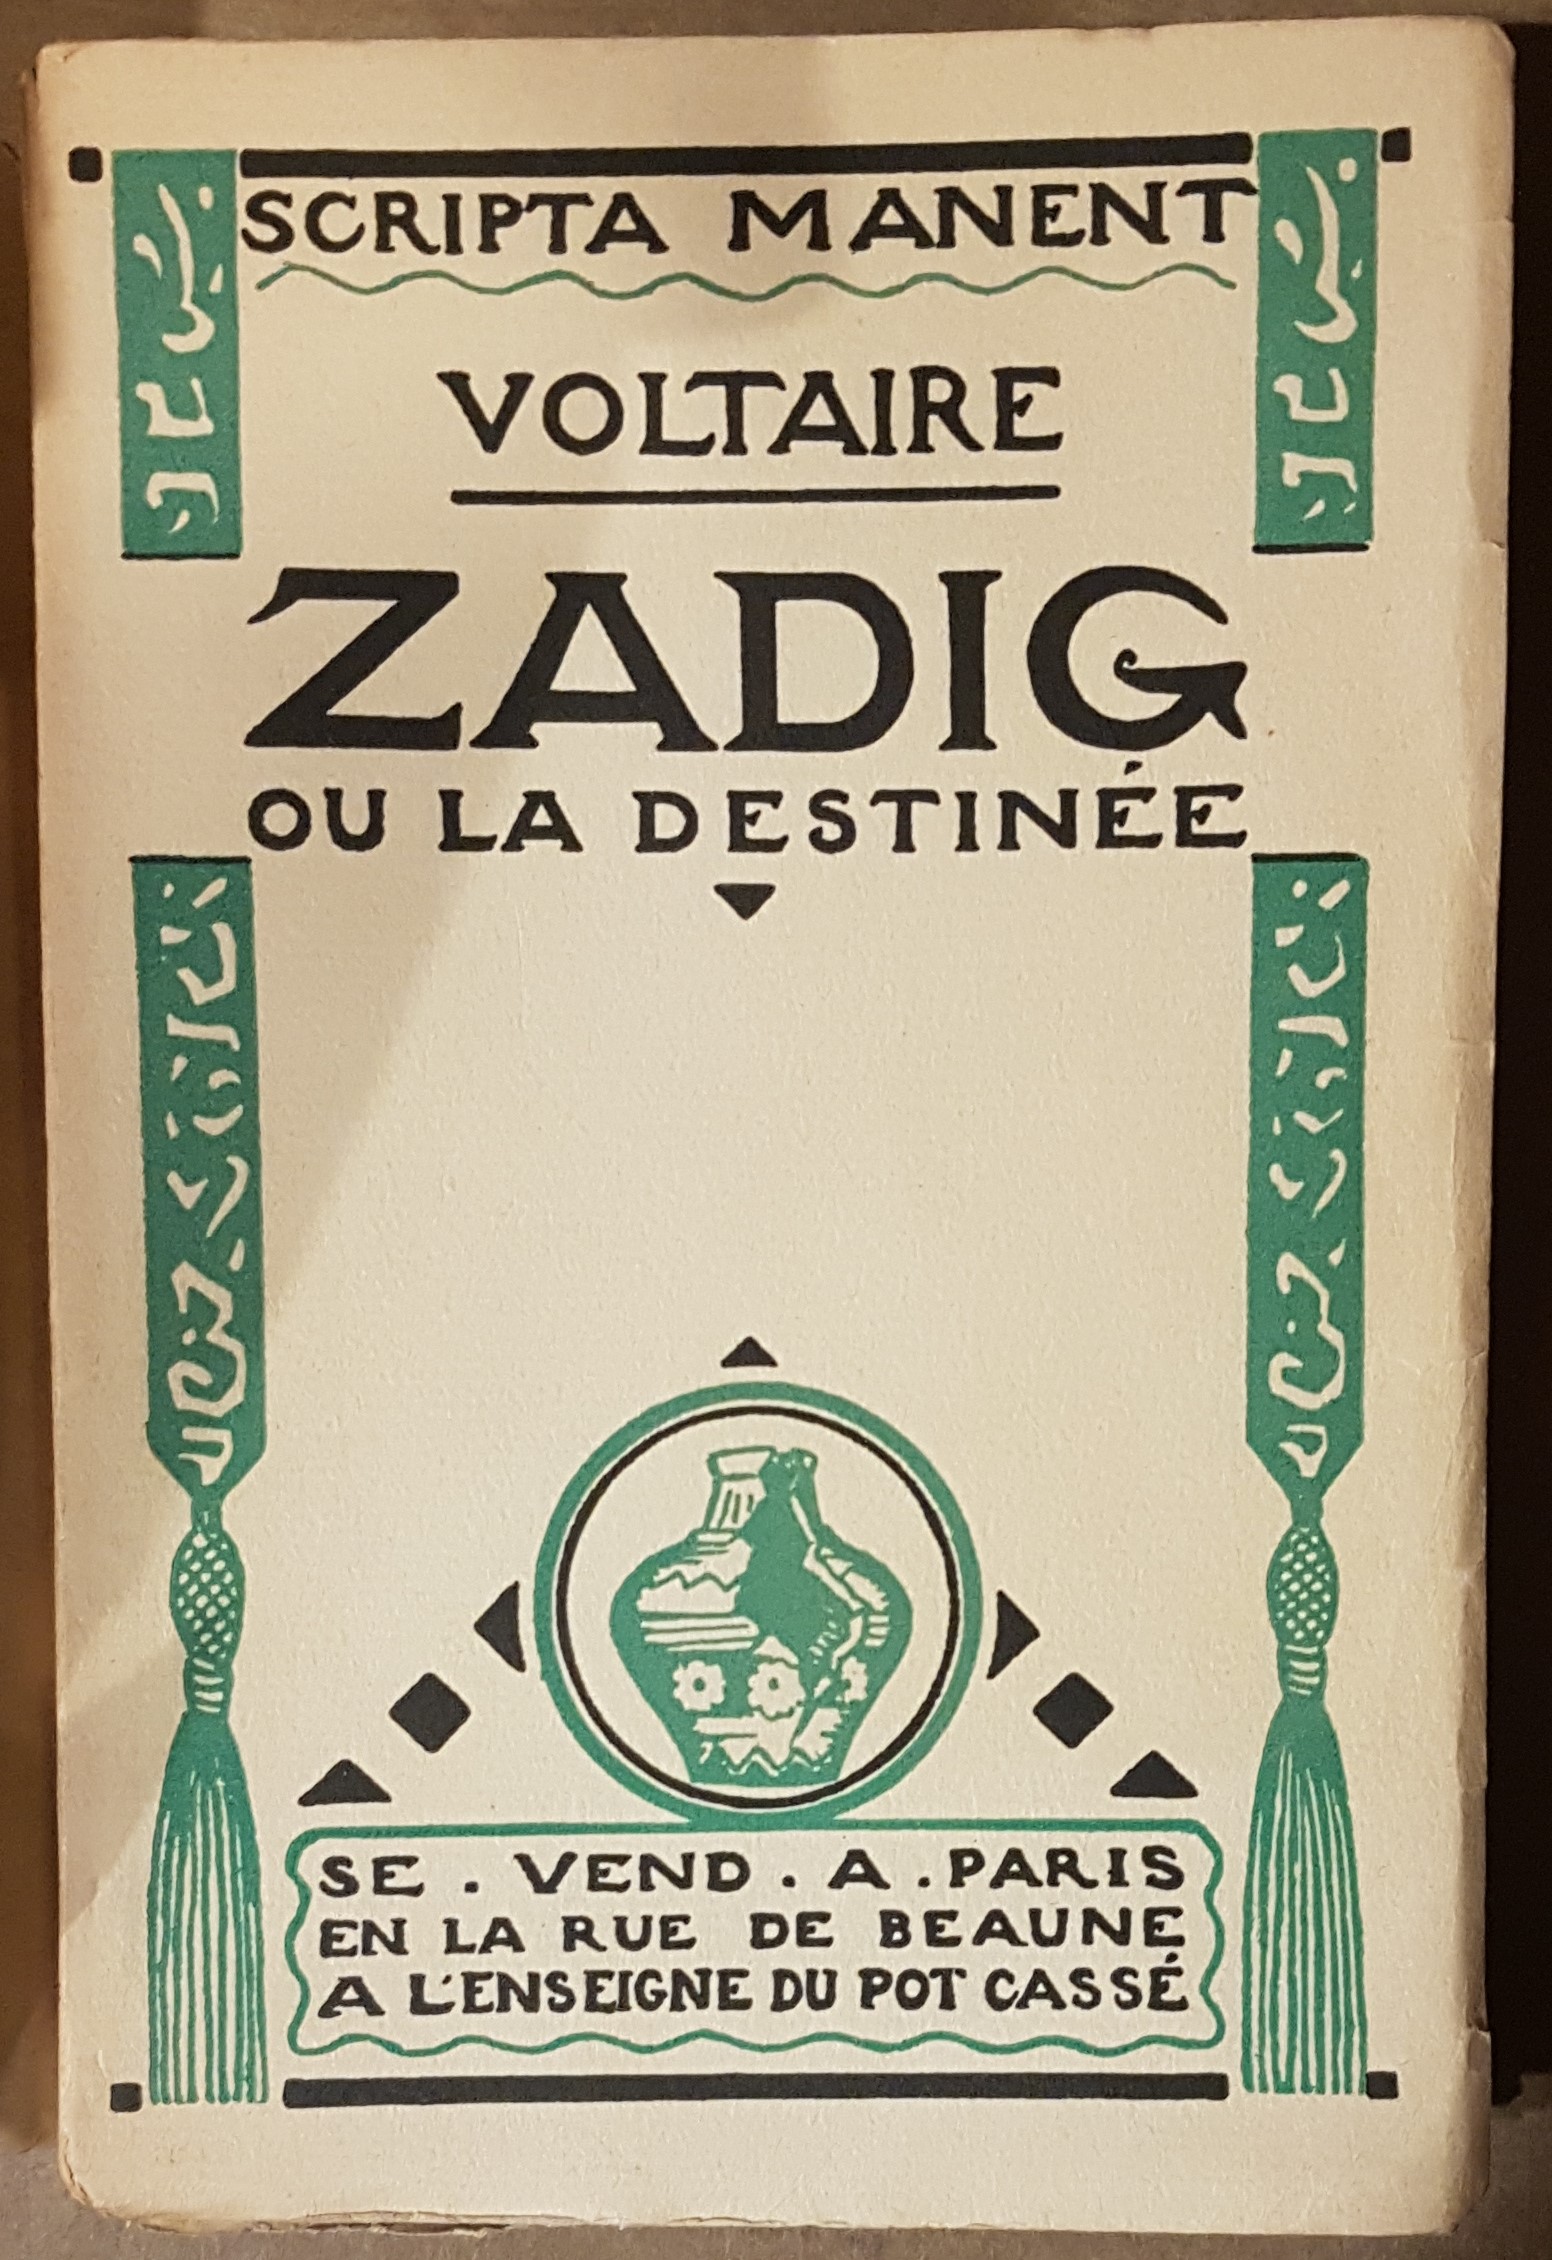 SCRIPTA MANENT
VOLTAIRE
ZADIG
OU LA DESTINÉE
SE . VEND . A . PARIS
EN LA RUE DE BEAUNE
A L'ENSEIGNE DU POT CASSÉ